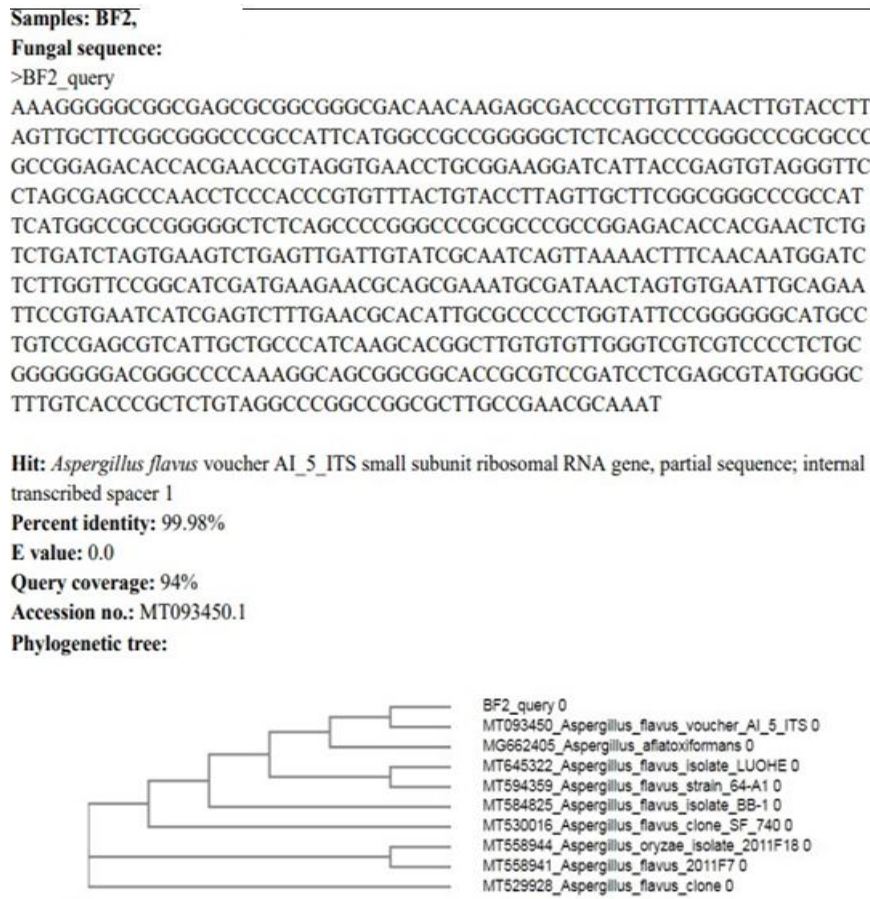 Samples: BF2,
Fungal sequence:
>BF2_query
AAAGGGGGCGGCGAGCGCGGCGGGCGACAACAAGAGCGACCCGTTGTTTAACTTGTACCTT
AGTTGCTTCGGCGGGCCCGCCATTCATGGCCGCCGGGGGCTCTCAGCCCCGGGCCCGCGCCC
GCCGGAGACACCACGAACCGTAGGTGAACCTGCGGAAGGATCATTACCGAGTGTAGGGTTC
CTAGCGAGCCCAACCTCCCACCCGTGTTTACTGTACCTTAGTTGCTTCGGCGGGCCCGCCAT
TCATGGCCGCCGGGGGCTCTCAGCCCCGGGCCCGCGCCCGCCGGAGACACCACGAACTCTG
TCTGATCTAGTGAAGTCTGAGTTGATTGTATCGCAATCAGTTAAAACTTTCAACAATGGATC
TCTTGGTTCCGGCATCGATGAAGAACGCAGCGAAATGCGATAACTAGTGTGAATTGCAGAA
TTCCGTGAATCATCGAGTCTTTGAACGCACATTGCGCCCCCTGGTATTCCGGGGGGCATGCC
TGTCCGAGCGTCATTGCTGCCCATCAAGCACGGCTTGTGTGTTGGGTCGTCGTCCCCTCTGC
GGGGGGGACGGGCCCCAAAGGCAGCGGCGGCACCGCGTCCGATCCTCGAGCGTATGGGGC
TTTGTCACCCGCTCTGTAGGCCCGGCCGGCGCTTGCCGAACGCAAAT
Hit: Aspergillus flavus voucher AI_5_ITS small subunit ribosomal RNA gene, partial sequence; internal
transcribed spacer 1
Percent identity: 99.98%
E value: 0.0
Query coverage: 94%
Accession no.: MT093450.1
Phylogenetic tree:
BF2_query 0
MT093450_Aspergillus_flavus_voucher_AI_5_ITS 0
MG662405_Aspergillus_aflatoxiformans 0
MT645322_Aspergillus_flavus_isolate_LUOHE 0
MT594359_Aspergillus_flavus_strain_64-A1 0
MT584825_Aspergillus_flavus_isolate_BB-1 0
MT530016_Aspergillus_flavus_clone_SF_740 0
MT558944_Aspergillus_oryzae_isolate_2011F18 0
MT558941_Aspergillus_flavus_2011F7 0
MT529928_Aspergillus_flavus_clone 0